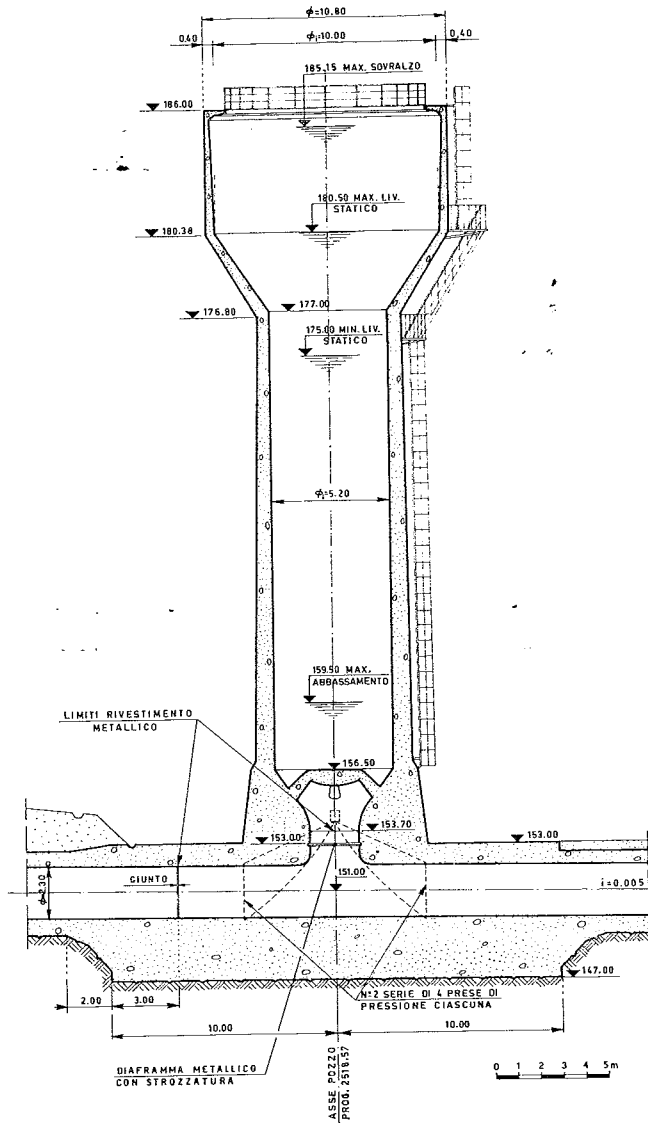 ϕ=10.80
0.40
ϕi=10.00
0.40
185.15 MAX. SOVRALZO
186.00
180.50 MAX. LIV.
STATICO
180.38
177.00
176.80
175.00 MIN. LIV.
STATICO
ϕi=5.20
159.50 MAX.
ABBASSAMENTO
LIMITI RIVESTIMENTO
METALLICO
156.50
153.00
153.70
153.00
GIUNTO
ϕ=2.30
151.00
i=0.005
147.00
2.00
3.00
N°2 SERIE DI 4 PRESE DI
PRESSIONE CIASCUNA
10.00
10.00
DIAFRAMMA METALLICO
CON STROZZATURA
ASSE POZZO
PROG. 2518.57
0 1 2 3 4 5m